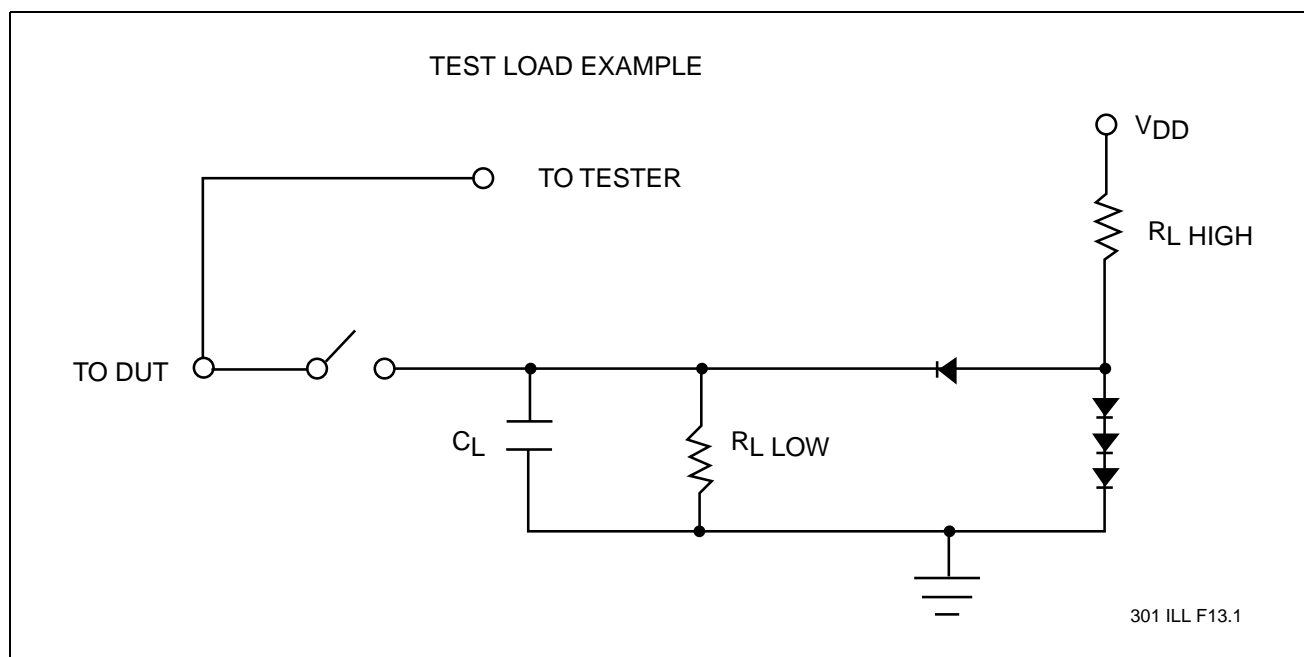 TEST LOAD EXAMPLE
VDD
TO TESTER
RL HIGH
TO DUT
CL
RL LOW
301 ILL F13.1